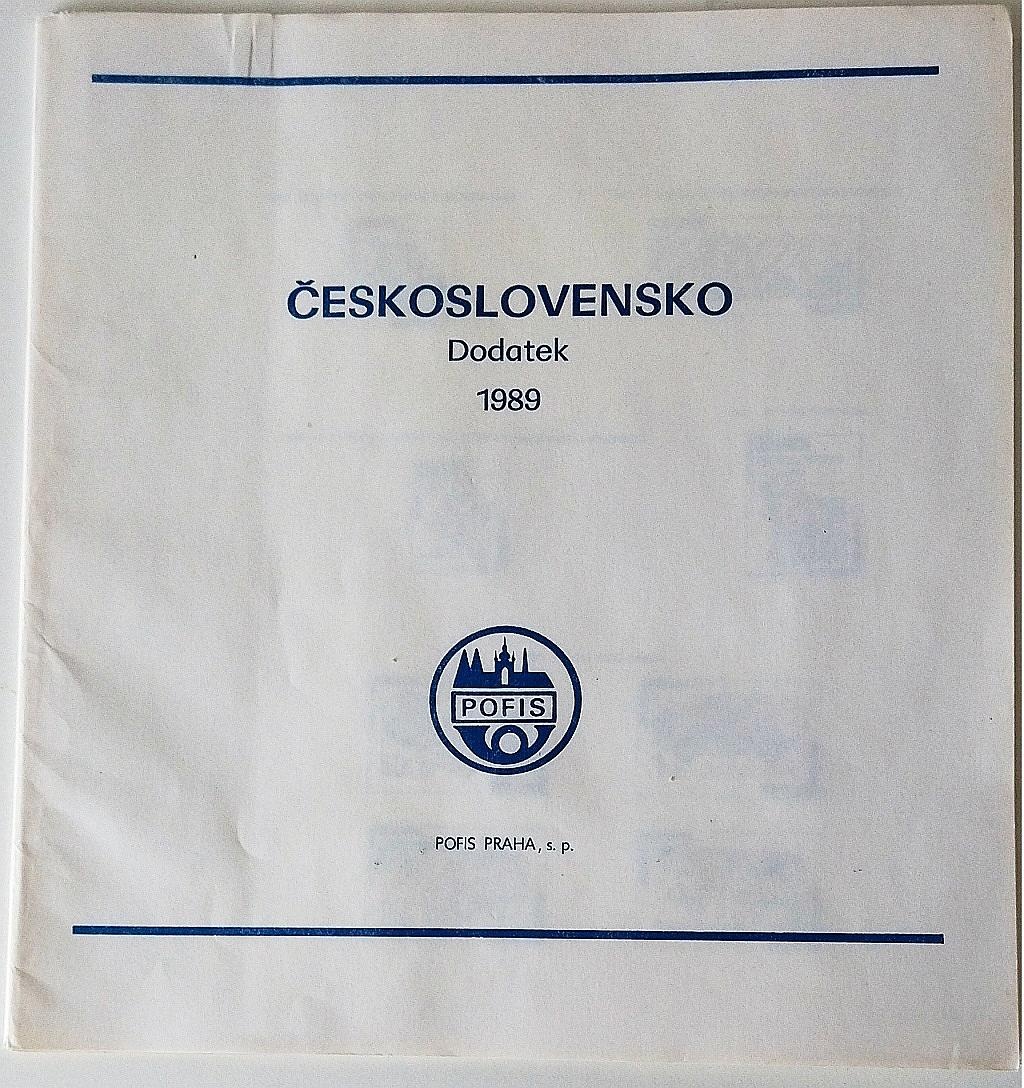 ČESKOSLOVENSKO
Dodatek
1989
POFIS
POFIS PRAHA, s. p.